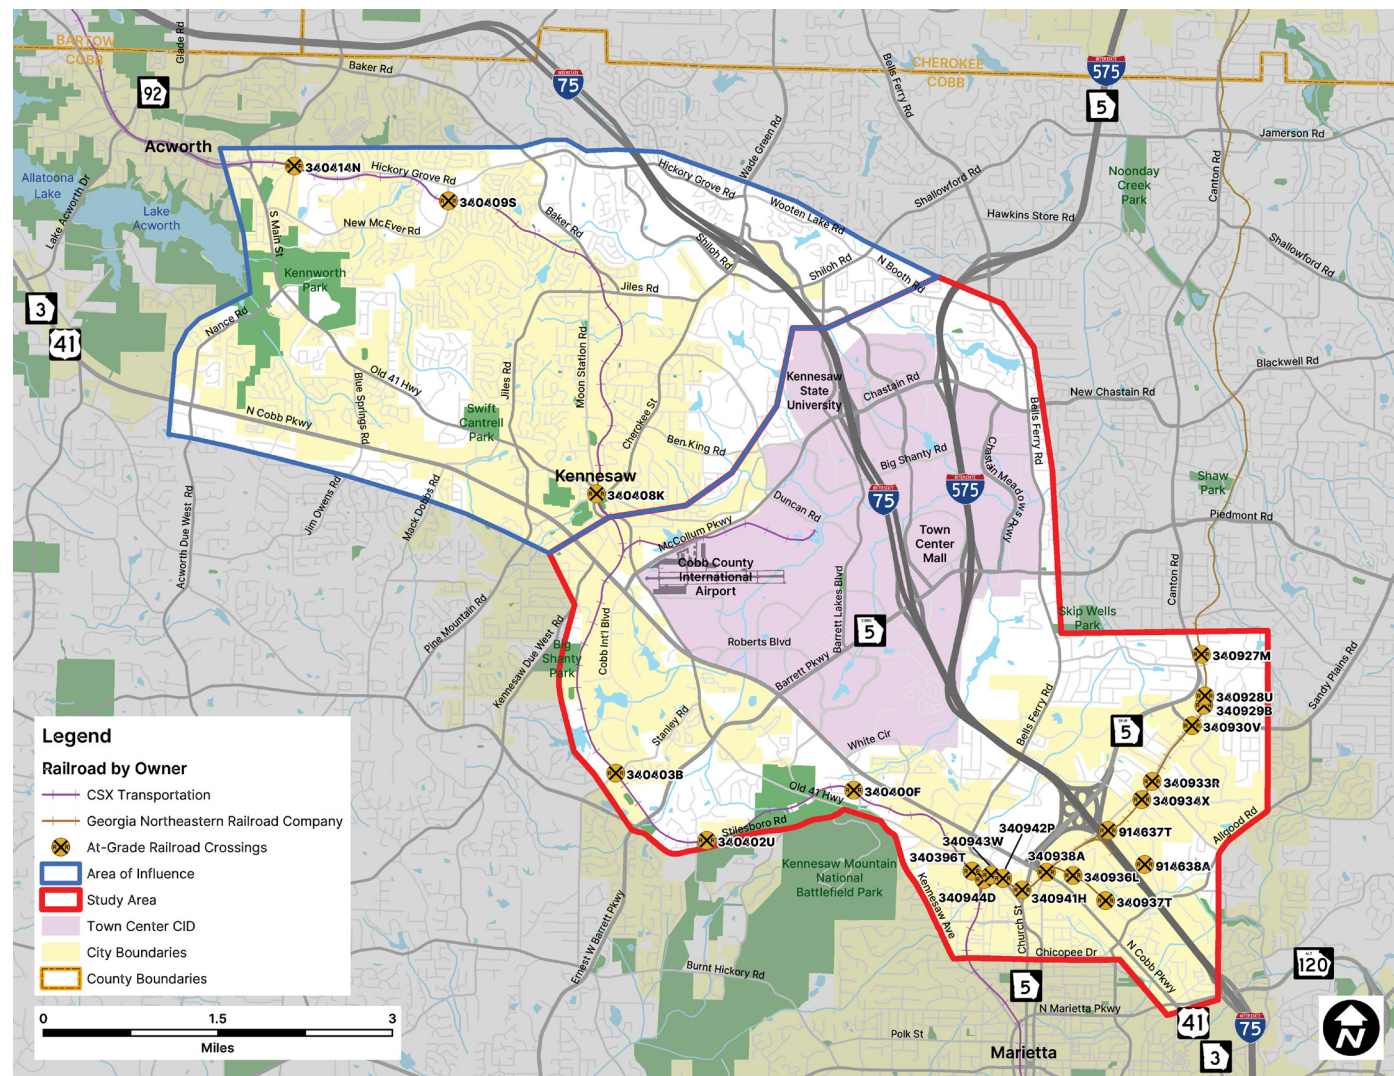 BARTOW
COBB
Glade Rd
92
Baker Rd
INTERSTATE
75
Bells Ferry Rd
CHEROKEE
COBB
INTERSTATE
575
5
Jamerson Rd
Acworth
Allatoona
Lake
Lake Acworth Dr
Lake
Acworth
340414N
Hickory Grove Rd
340409S
New McEver Rd
S Main St
Baker Rd
Hickory Grove Rd
Wade Green Rd
Wooten Lake Rd
Shallowford Rd
Noonday
Creek
Park
Canton Rd
Hawkins Store Rd
Shallowford Rd
Shiloh Rd
Shiloh Rd
N Booth Rd
Kennworth
Park
Jiles Rd
3
41
Nance Rd
Old 41 Hwy
Blue Springs Rd
Jiles Rd
Moon Station Rd
Cherokee St
Kennesaw
State
University
Chastain Rd
Blackwell Rd
New Chastain Rd
Bells Ferry Rd
N Cobb Pkwy
Swift
Cantrell
Park
Ben King Rd
Big Shanty Rd
Chastain Meadows Pkwy
Kennesaw
340408K
INTERSTATE
75
INTERSTATE
575
Shaw
Park
Piedmont Rd
Acworth Due West Rd
Jim Owens Rd
Mack Dobbs Rd
Duncan Rd
McCollum Pkwy
Town
Center
Mall
Cobb County
International
Airport
Barrett Lakes Blvd
Canton Rd
Pine Mountain Rd
Kennesaw Due West Rd
Big
Shanty
Park
Cobb Int'l Blvd
Roberts Blvd
CONN
5
Skip Wells
Park
Barrett Pkwy
340927M
Sandy Plains Rd
340928U
340929B
340930V
Stanley Rd
White Cir
Bells Ferry Rd
SPUR
5
340403B
Old 41 Hwy
340400F
340933R
340934X
Stilesboro Rd
340402U
Allgood Rd
340942P
914637T
340943W
340396T
340938A
914638A
Kennesaw Mountain
National
Battlefield Park
340936L
340944D
340941H
340937T
Kennesaw Ave
Church St
Chicopee Dr
N Cobb Pkwy
Ernest W Barrett Pkwy
Burnt Hickory Rd
ALT
120
5
N Marietta Pkwy
41
INTERSTATE
75
Polk St
Marietta
3
N
Legend
Railroad by Owner
CSX Transportation
Georgia Northeastern Railroad Company
At-Grade Railroad Crossings
Area of Influence
Study Area
Town Center CID
City Boundaries
County Boundaries
0 1.5 3
Miles